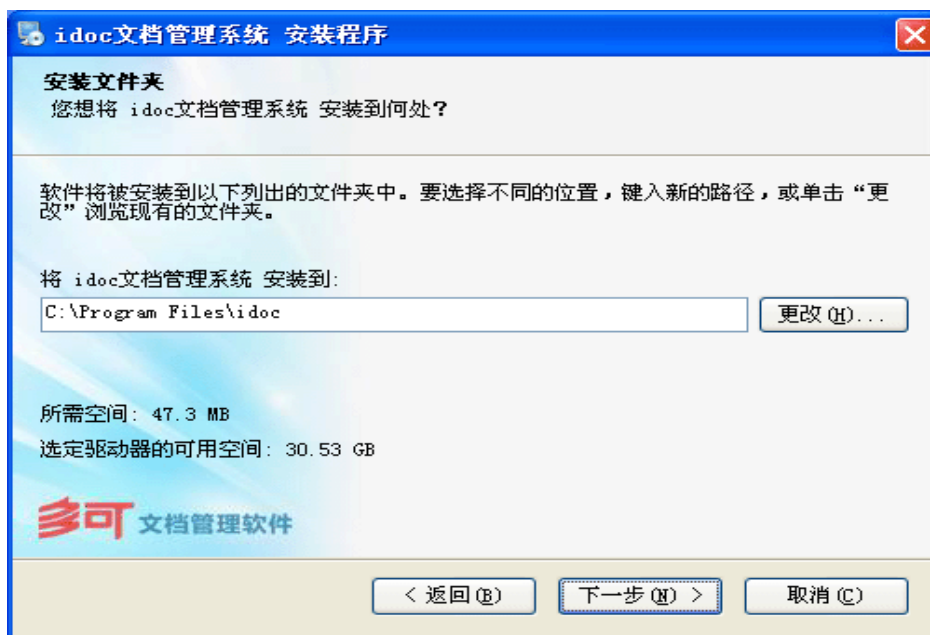 idoc文档管理系统 安装程序
安装文件夹
您想将 idoc文档管理系统 安装到何处?
软件将被安装到以下列出的文件夹中。要选择不同的位置，键入新的路径，或单击“更
改”浏览现有的文件夹。
将 idoc文档管理系统 安装到:
C:\Program Files\idoc
更改(H)...
所需空间: 47.3 MB
选定驱动器的可用空间: 30.53 GB
多可 文档管理软件
< 返回(B)
下一步(N) >
取消(C)